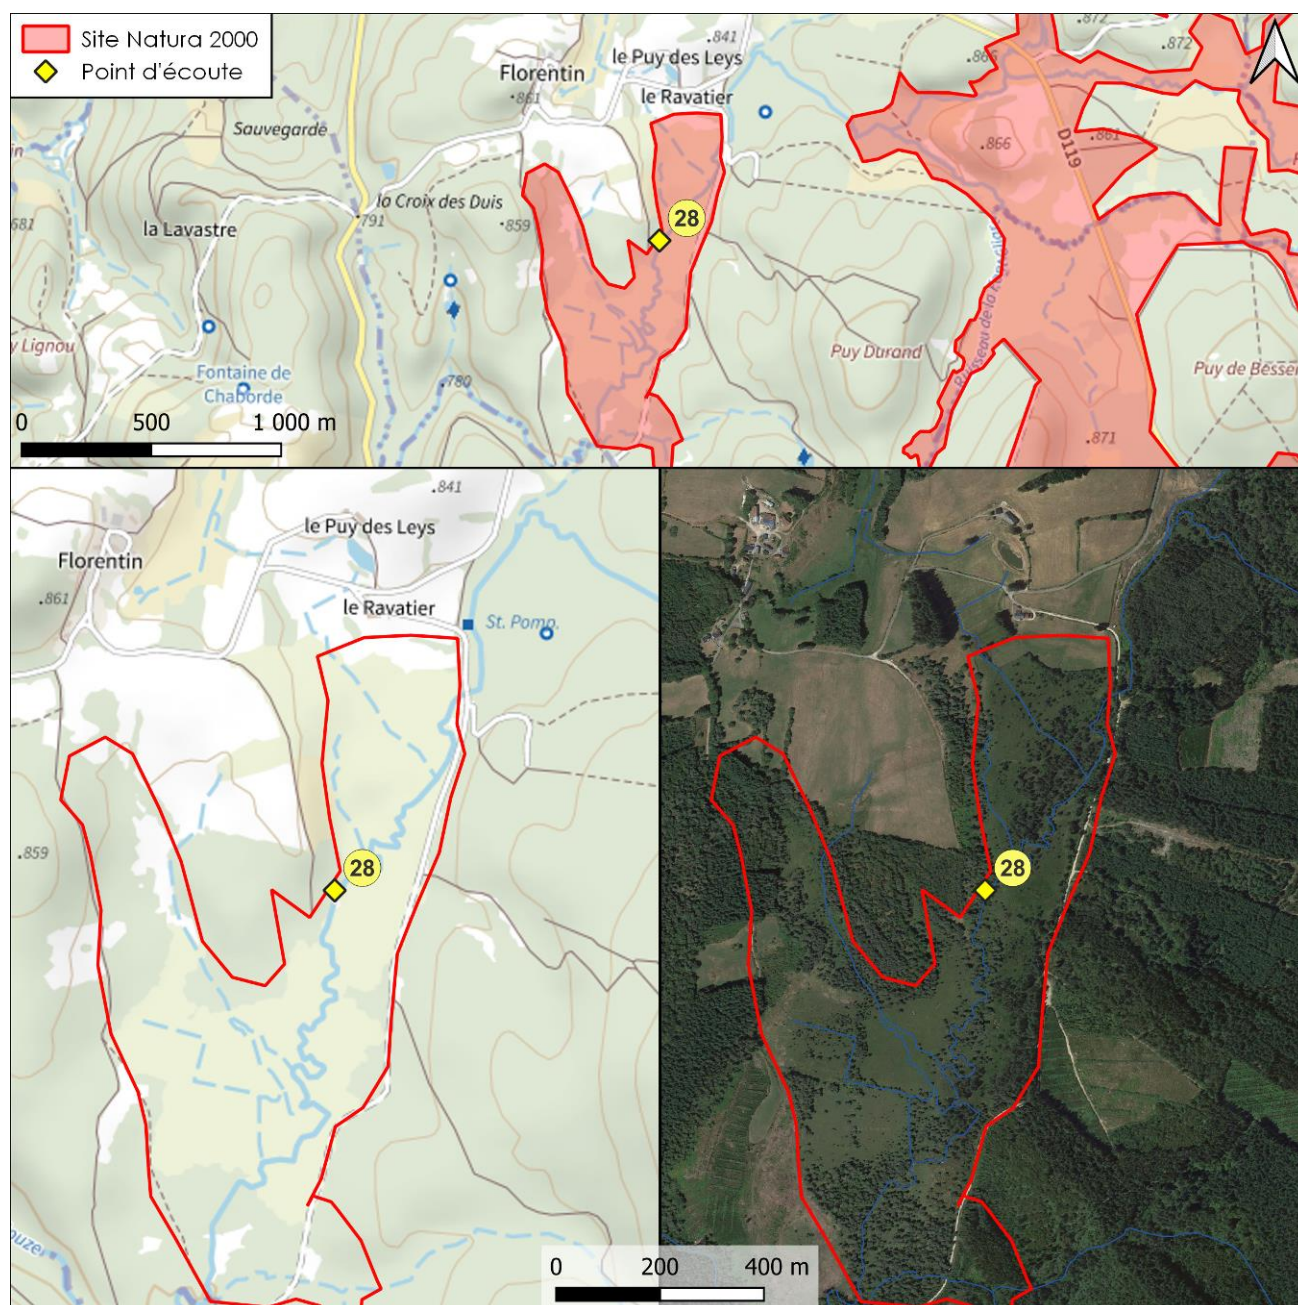 Site Natura 2000
Point d'écoute
.841
.872
.872
le Puy des Leys
Florentin
.866
.861
le Ravatier
Sauvegarde
D119
.861
.866
la Croix des Duis
28
.681
la Lavastre
.791
.859
Puy Durand
Puy de Besse
y Lignou
Fontaine de
Chaborde
.780
0 500 1 000 m
.871
.841
le Puy des Leys
Florentin
.861
le Ravatier
St. Pomp.
.859
28
28
ouze
0 200 400 m